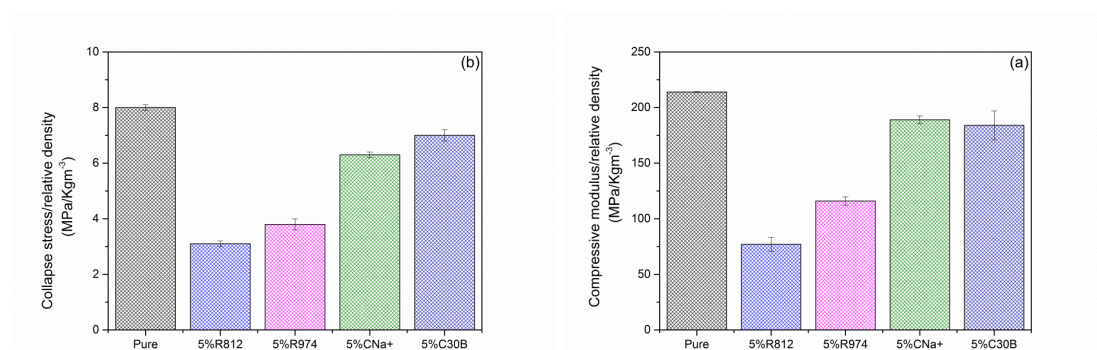 (b)
Collapse stress/relative density
(MPa/Kgm-3)
10
8
6
4
2
0
Pure 5%R812 5%R974 5%CNa+ 5%C30B
(a)
Compressive modulus/relative density
(MPa/Kgm-3)
250
200
150
100
50
0
Pure 5%R812 5%R974 5%CNa+ 5%C30B